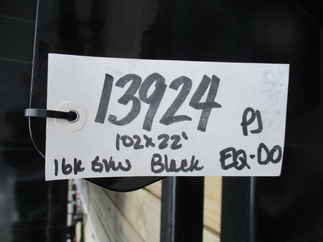 13924
102x22' PJ
16k GVW Black EQ-DO